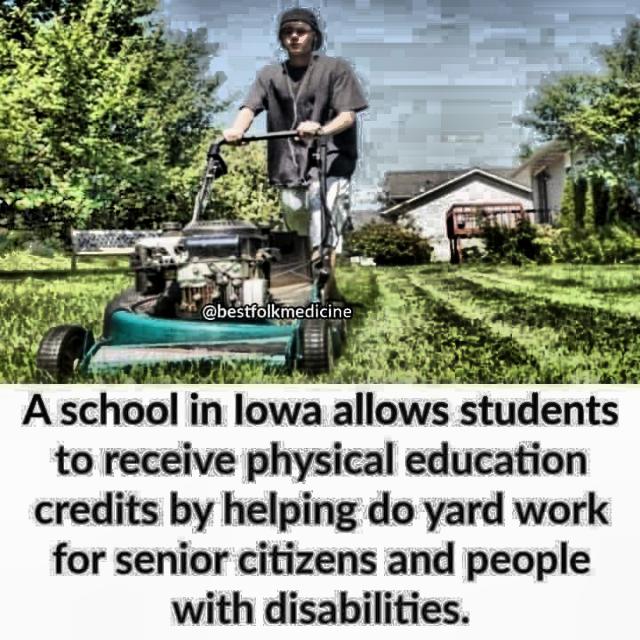 @bestfolkmedicine
A school in Iowa allows students
to receive physical education
credits by helping do yard work
for senior citizens and people
with disabilities.